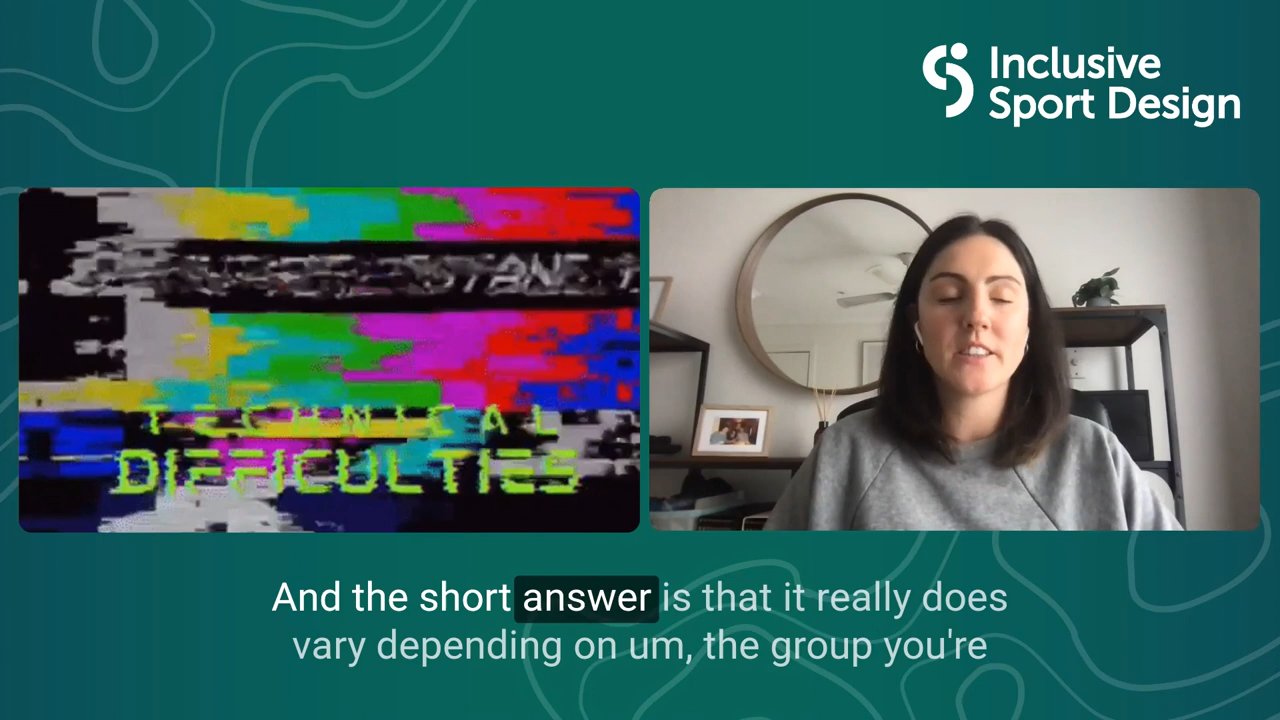 Inclusive
Sport Design
TECHNICAL
DIFFICULTIES
And the short answer is that it really does
vary depending on um, the group you're